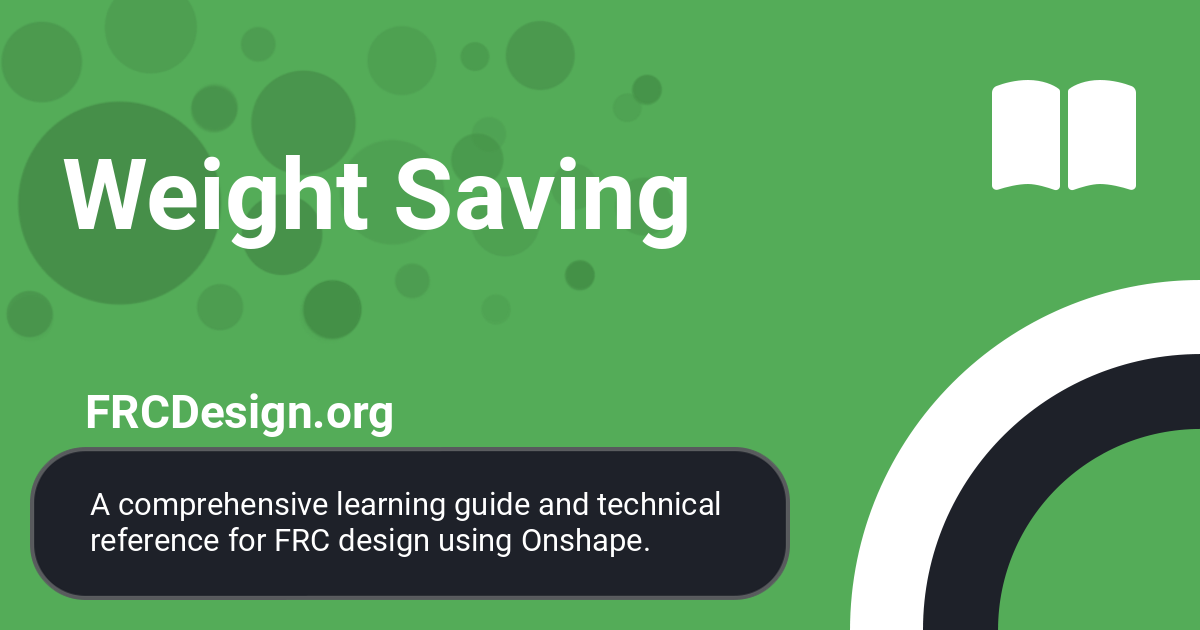 Weight Saving
FRCDesign.org
A comprehensive learning guide and technical
reference for FRC design using Onshape.